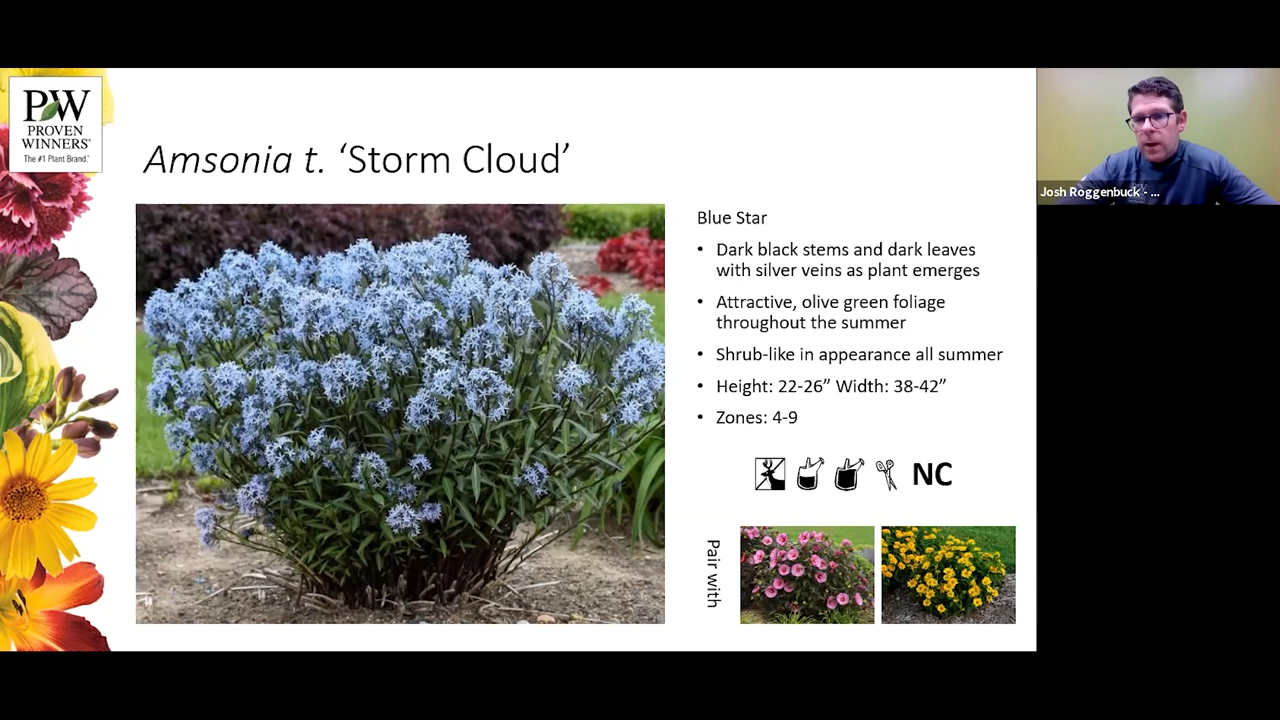 PW
PROVEN
WINNERS®
The #1 Plant Brand.®
Amsonia t. ‘Storm Cloud’
Blue Star
• Dark black stems and dark leaves
with silver veins as plant emerges
• Attractive, olive green foliage
throughout the summer
• Shrub-like in appearance all summer
• Height: 22-26” Width: 38-42”
• Zones: 4-9
NC
Pair with
Josh Roggenbuck - ...